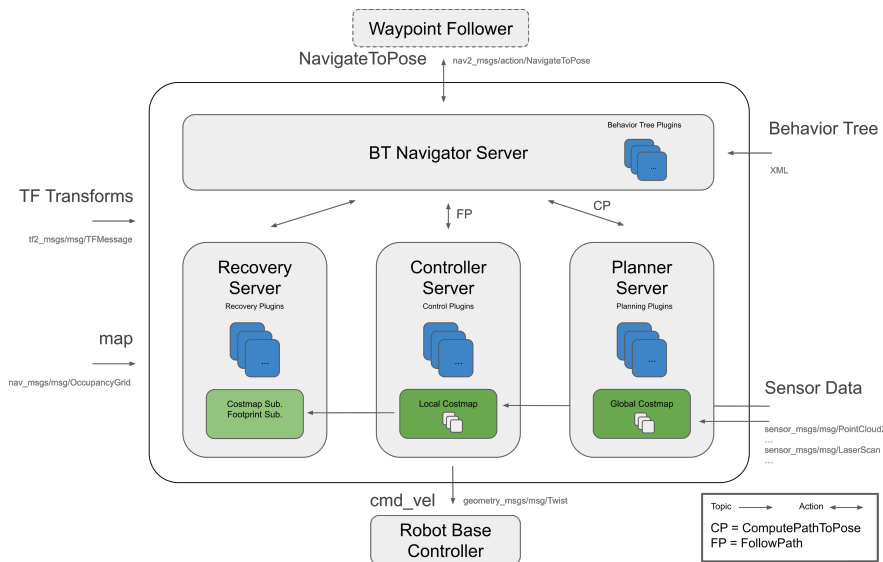 Waypoint Follower
NavigateToPose
nav2_msgs/action/NavigateToPose
Behavior Tree Plugins
BT Navigator Server
...
Behavior Tree
XML
TF Transforms
tf2_msgs/msg/TFMessage
FP
CP
Recovery
Server
Recovery Plugins
...
Costmap Sub.
Footprint Sub.
Controller
Server
Control Plugins
...
Local Costmap
Planner
Server
Planning Plugins
...
Global Costmap
map
nav_msgs/msg/OccupancyGrid
Sensor Data
sensor_msgs/msg/PointCloud2
...
sensor_msgs/msg/LaserScan
...
cmd_vel
geometry_msgs/msg/Twist
Robot Base
Controller
Topic
Action
CP = ComputePathToPose
FP = FollowPath